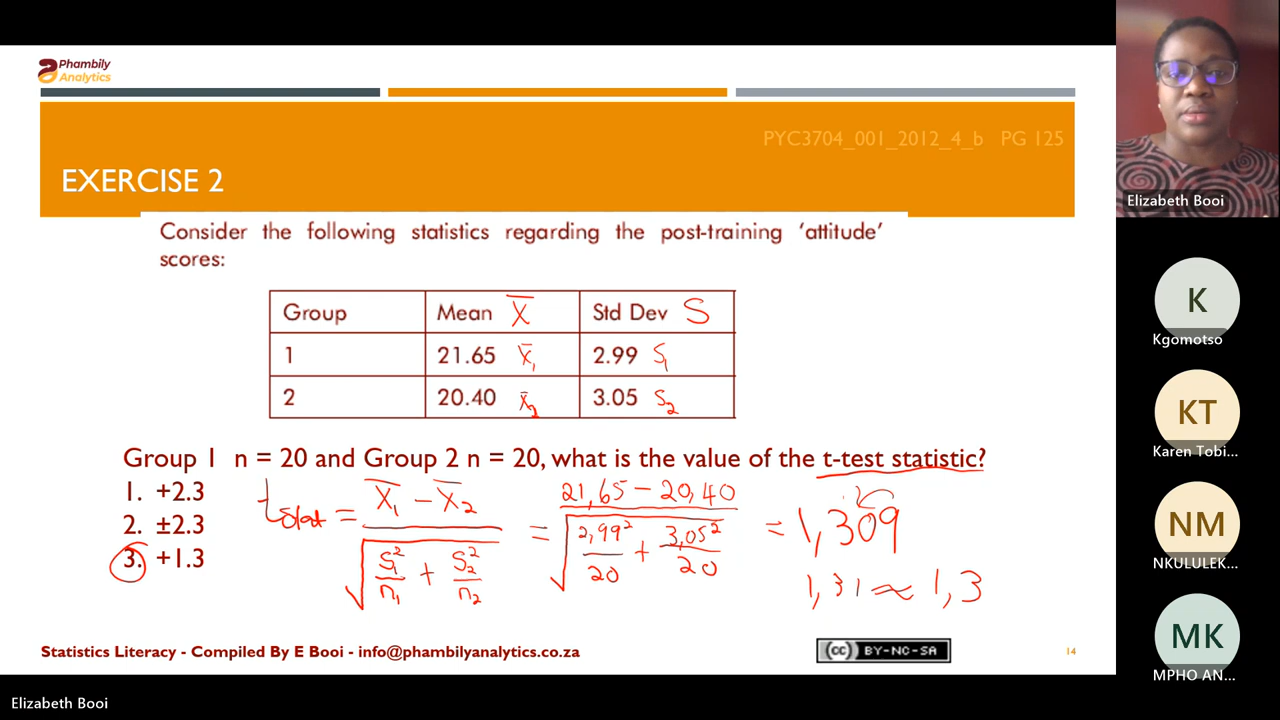 Phambily
Analytics
PYC3704_001_2012_4_b PG 125
EXERCISE 2
Consider the following statistics regarding the post-training ‘attitude’
scores:
Group Mean X̅ Std Dev S
1 21.65 X̅₁ 2.99 S₁
2 20.40 X̅₂ 3.05 S₂
Group 1 n = 20 and Group 2 n = 20, what is the value of the t-test statistic?
1. +2.3
2. ±2.3
3. +1.3
t stat = (X̅₁ − X̅₂) / √(S₁²/n₁ + S₂²/n₂) = (21,65 − 20,40) / √(2,99²/20 + 3,05²/20) = 1,309
1,31 ≈ 1,3
Statistics Literacy - Compiled By E Booi - info@phambilyanalytics.co.za
(cc) BY-NC-SA
14
Elizabeth Booi
K
Kgomotso
KT
Karen Tobi...
NM
NKULULEK...
MK
MPHO AN...
Elizabeth Booi